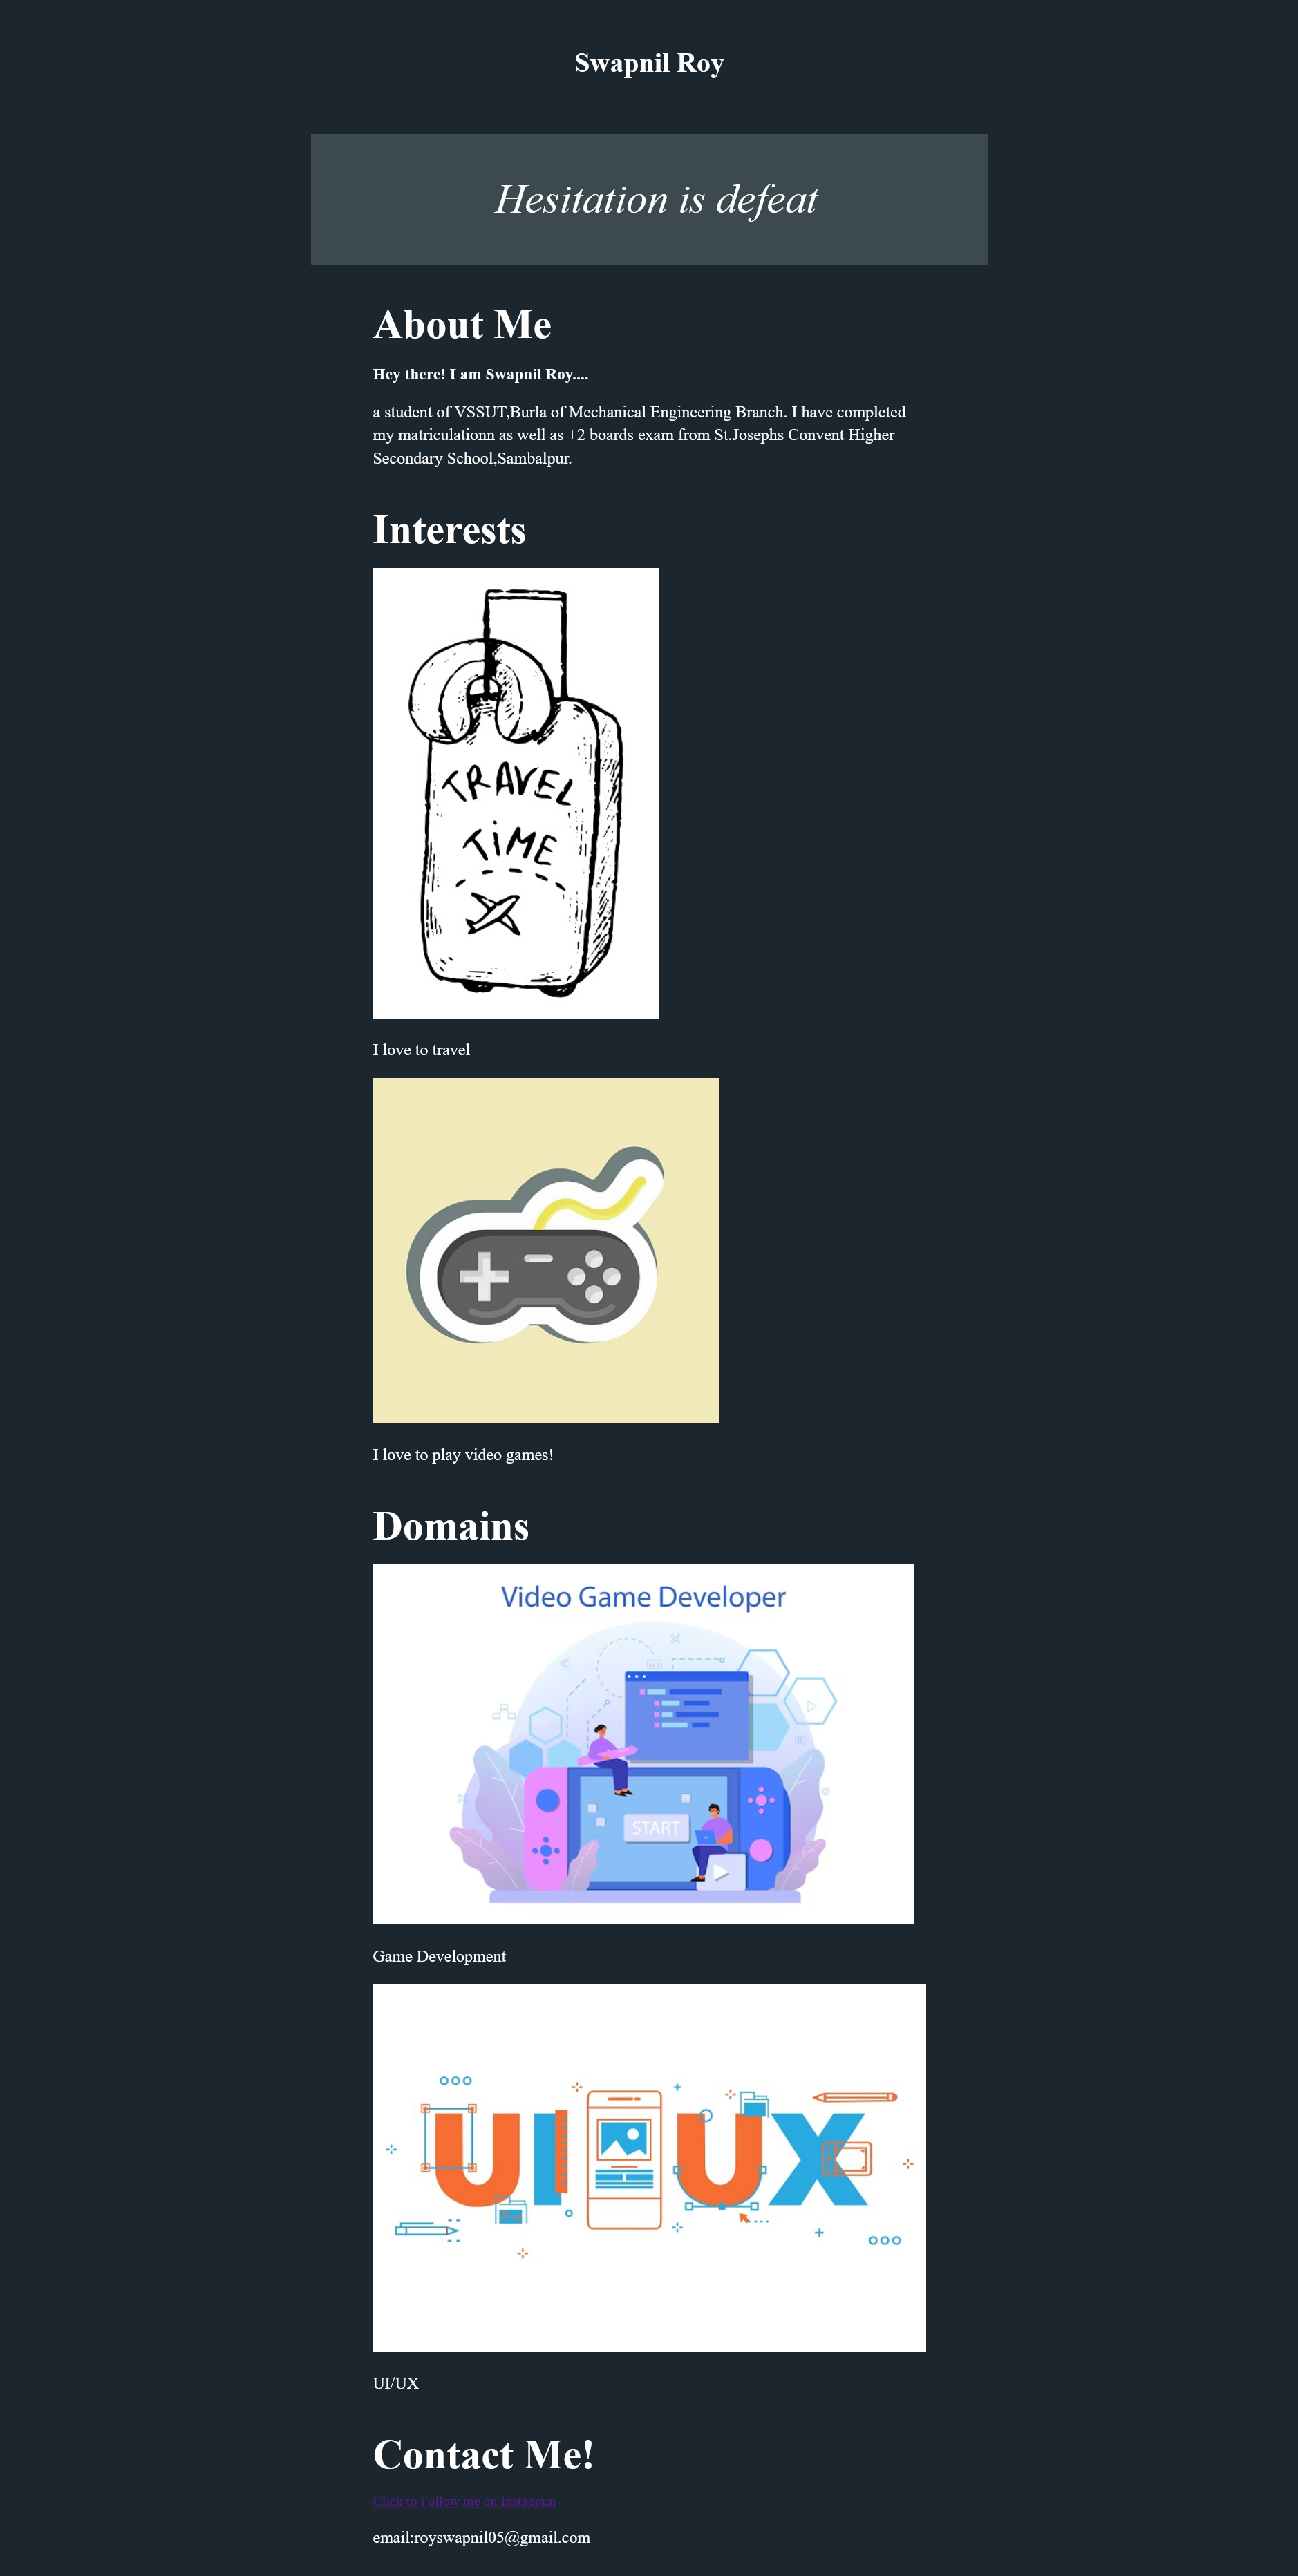 Swapnil Roy
Hesitation is defeat
About Me
Hey there! I am Swapnil Roy....
a student of VSSUT,Burla of Mechanical Engineering Branch. I have completed
my matriculationn as well as +2 boards exam from St.Josephs Convent Higher
Secondary School,Sambalpur.
Interests
TRAVEL
TiME
I love to travel
I love to play video games!
Domains
Video Game Developer
START
Game Development
UI UX
UI/UX
Contact Me!
Click to Follow me on Instagram
email:royswapnil05@gmail.com